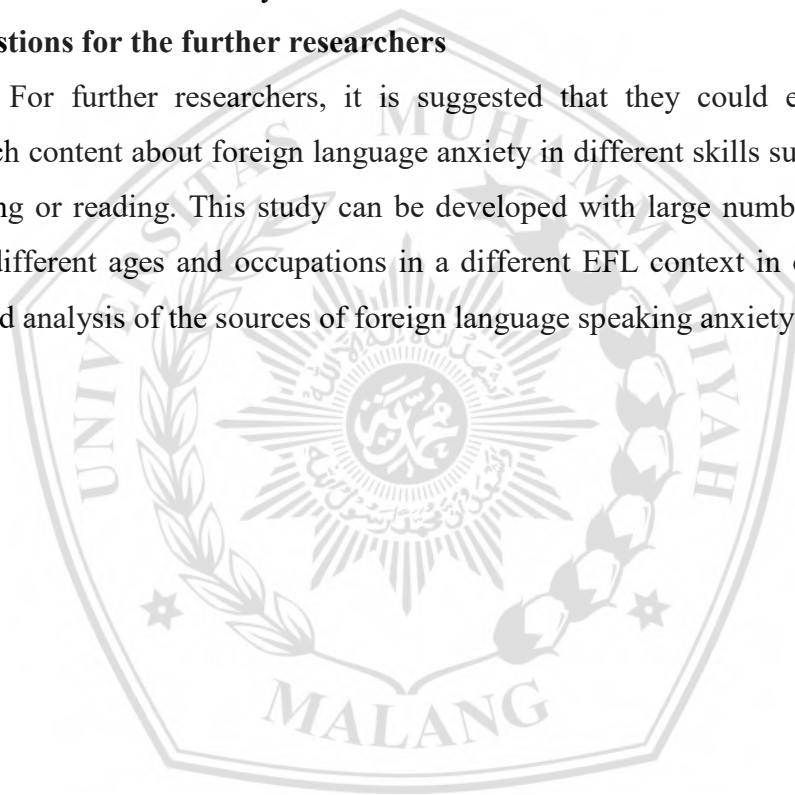 stions for the further researchers
For further researchers, it is suggested that they could e
ch content about foreign language anxiety in different skills su
ng or reading. This study can be developed with large numb
different ages and occupations in a different EFL context in
d analysis of the sources of foreign language speaking anxiety
UNIVERSITAS MUHAMMADIYAH
MALANG